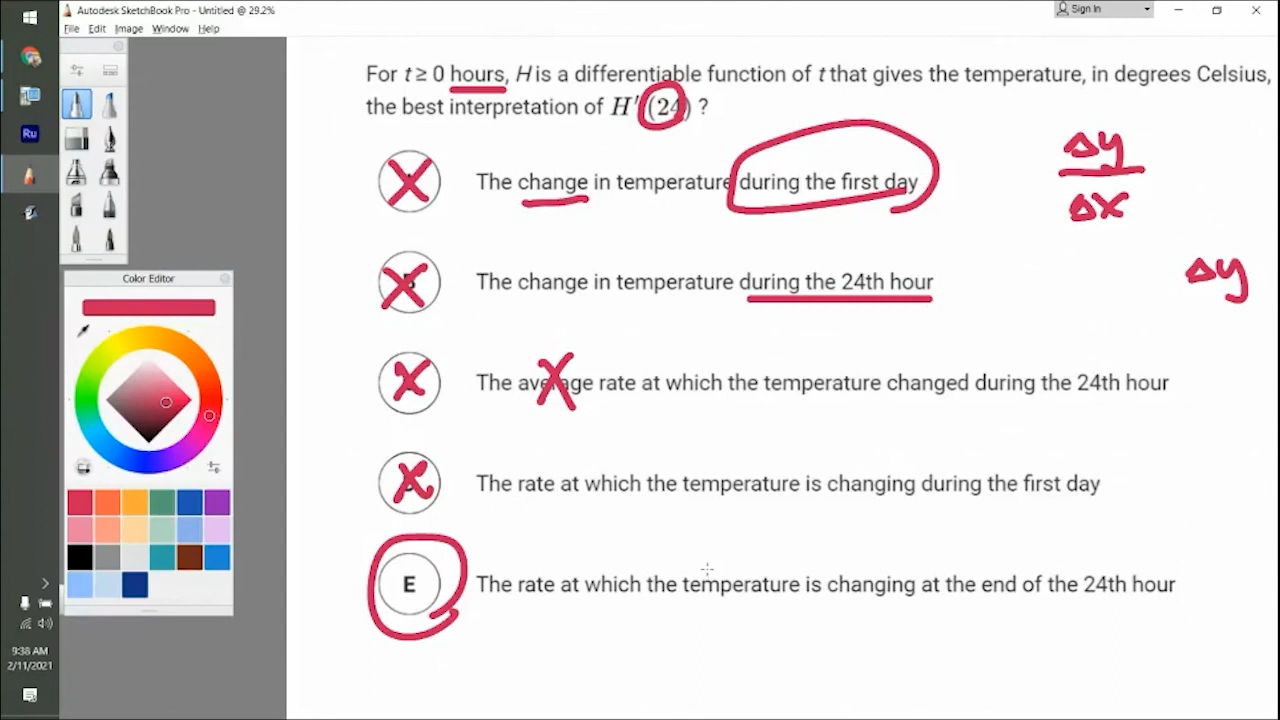 Autodesk SketchBook Pro - Untitled @ 29.2%
Sign In
File Edit Image Window Help
For t ≥ 0 hours, H is a differentiable function of t that gives the temperature, in degrees Celsius,
the best interpretation of H′(24) ?
The change in temperature during the first day
Δy
Δx
The change in temperature during the 24th hour
Δy
Color Editor
The average rate at which the temperature changed during the 24th hour
The rate at which the temperature is changing during the first day
E The rate at which the temperature is changing at the end of the 24th hour
Ru
9:38 AM
2/11/2021